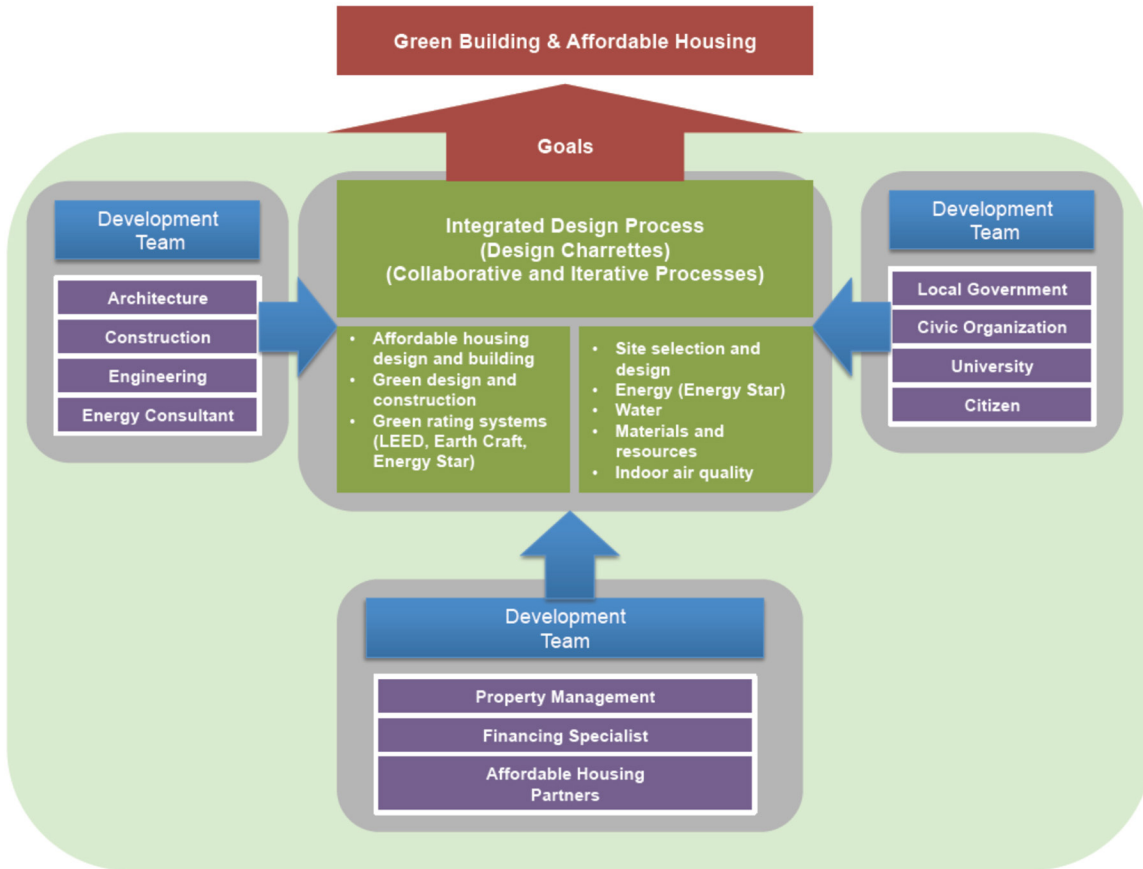 Green Building & Affordable Housing
Goals
Development
Team
Architecture
Construction
Engineering
Energy Consultant
Integrated Design Process
(Design Charrettes)
(Collaborative and Iterative Processes)
• Affordable housing
design and building
• Green design and
construction
• Green rating systems
(LEED, Earth Craft,
Energy Star)
• Site selection and
design
• Energy (Energy Star)
• Water
• Materials and
resources
• Indoor air quality
Development
Team
Local Government
Civic Organization
University
Citizen
Development
Team
Property Management
Financing Specialist
Affordable Housing
Partners